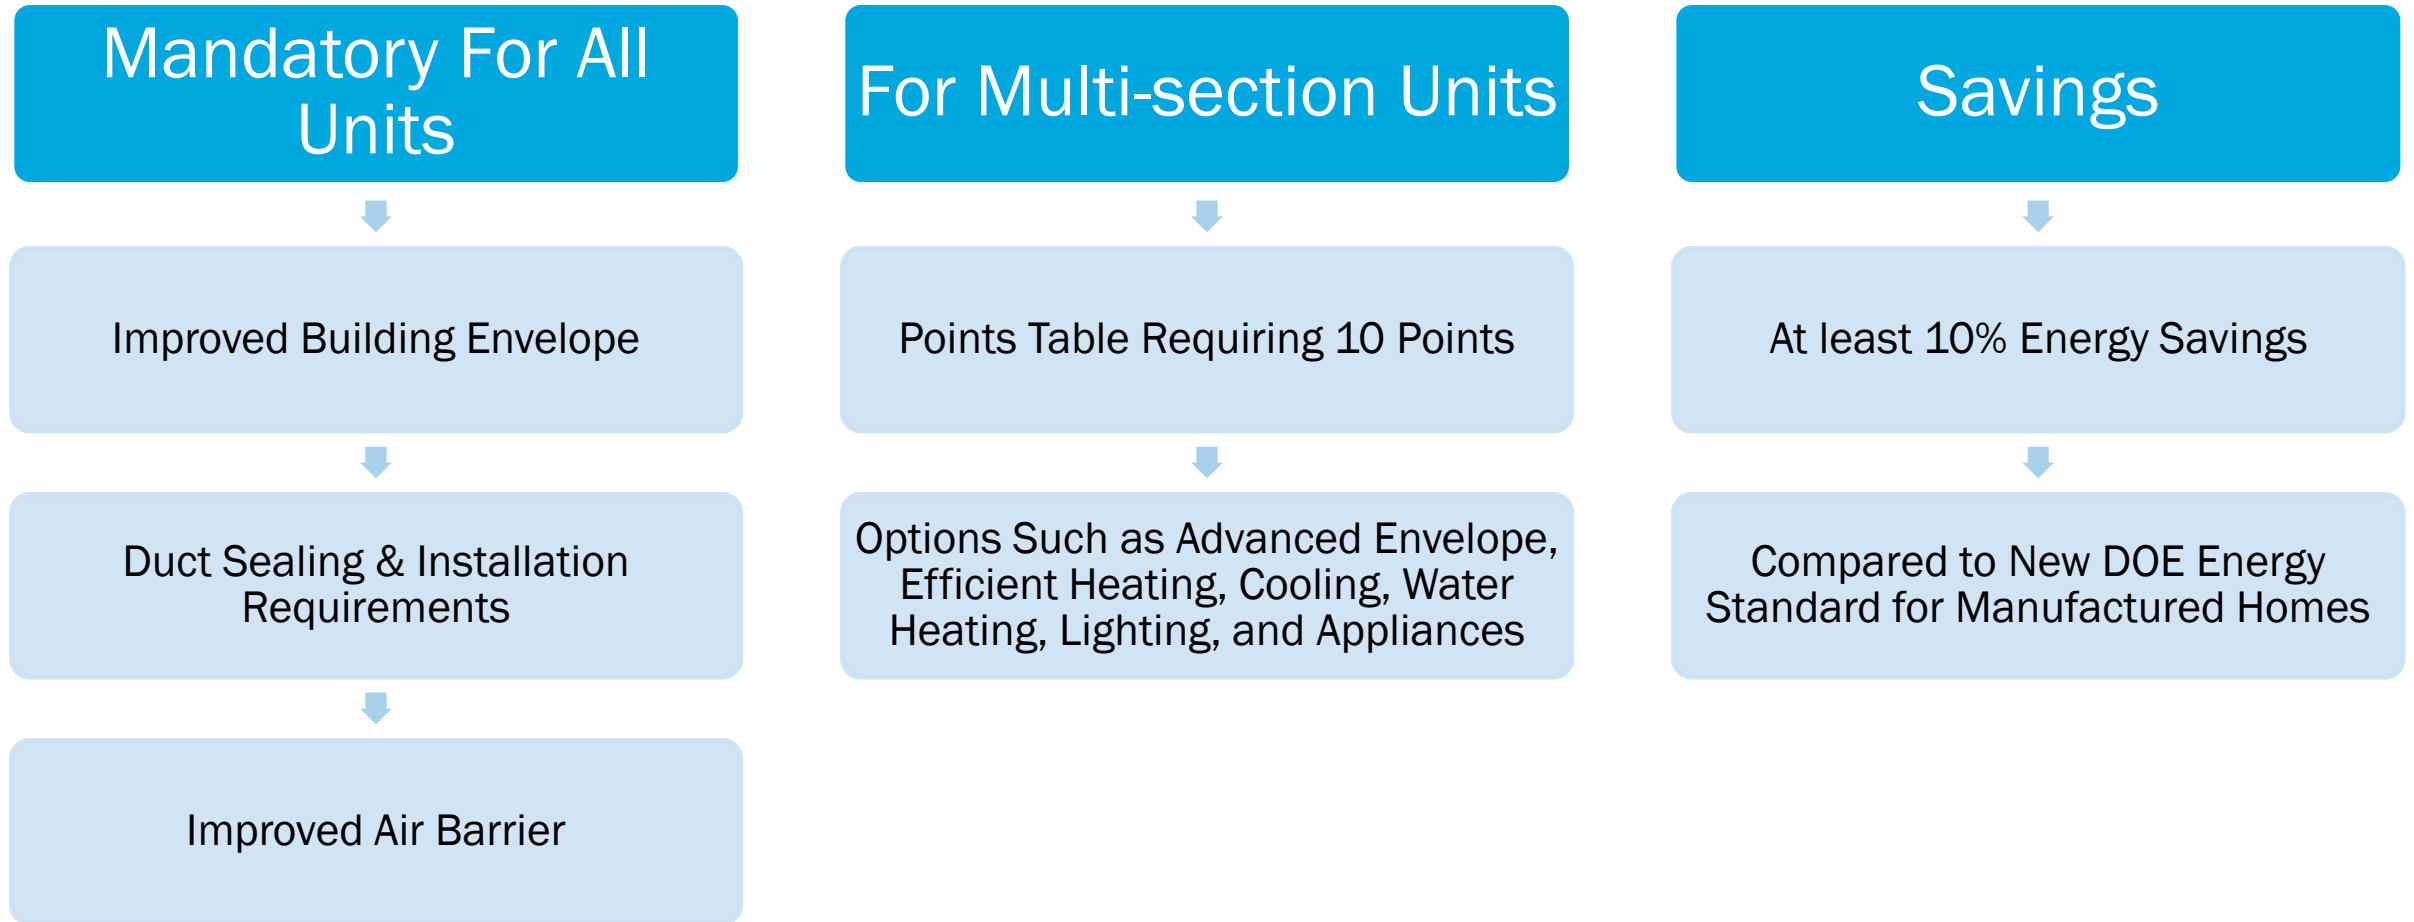 Mandatory For All
Units
Improved Building Envelope
Duct Sealing & Installation
Requirements
Improved Air Barrier
For Multi-section Units
Points Table Requiring 10 Points
Options Such as Advanced Envelope,
Efficient Heating, Cooling, Water
Heating, Lighting, and Appliances
Savings
At least 10% Energy Savings
Compared to New DOE Energy
Standard for Manufactured Homes